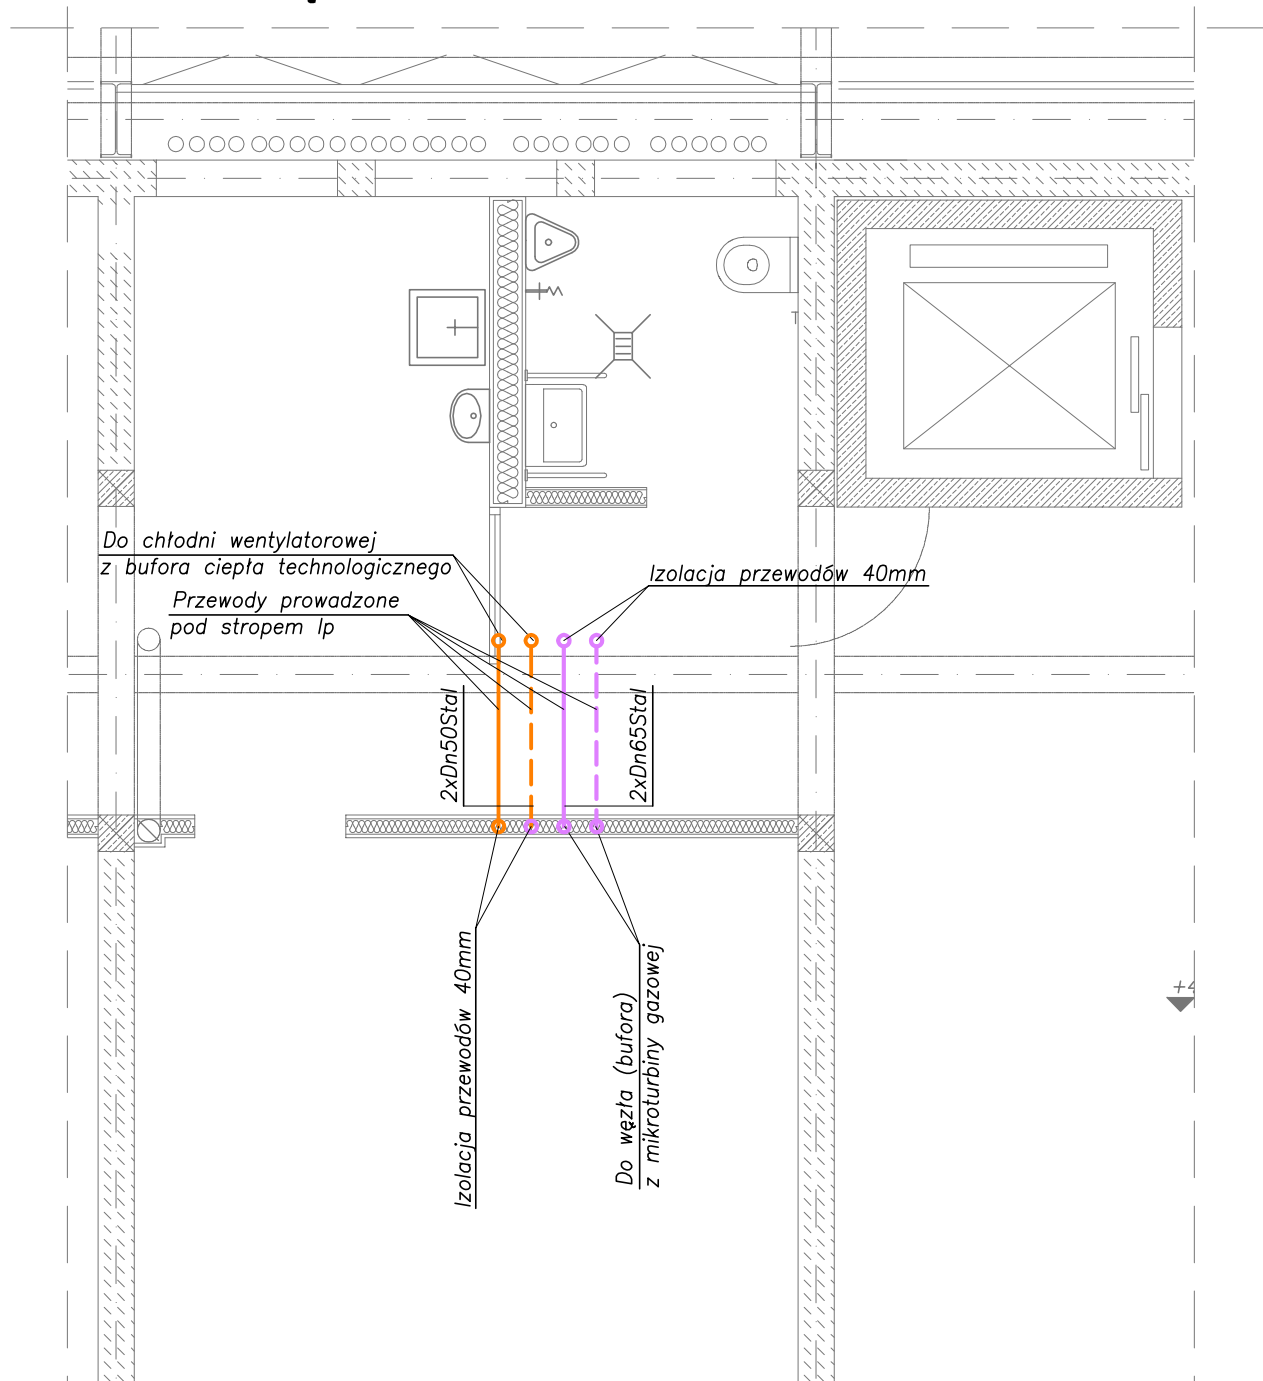 Do chłodni wentylatorowej
z bufora ciepła technologicznego
Izolacja przewodów 40mm
Przewody prowadzone
pod stropem Ip
2xDn50Stal
2xDn65Stal
Izolacja przewodów 40mm
Do węzła (bufora)
z mikroturbiny gazowej
+4